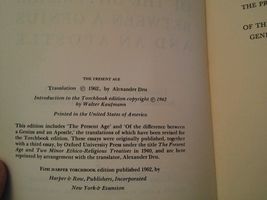 THE PRESENT AGE
Translation © 1962, by Alexander Dru
Introduction to the Torchbook edition copyright © 1962
by Walter Kaufmann
Printed in the United States of America
This edition includes 'The Present Age' and 'Of the difference between
a Genius and an Apostle,' the translations of which have been revised for
the Torchbook edition. These essays were originally published, together
with a third essay, by Oxford University Press under the title The Present
Age and Two Minor Ethico-Religious Treatises in 1940, and are here
reprinted by arrangement with the translator, Alexander Dru.
First HARPER TORCHBOOK edition published 1962, by
Harper & Row, Publishers, Incorporated
New York & Evanston
THE PR
OF TH
GENI